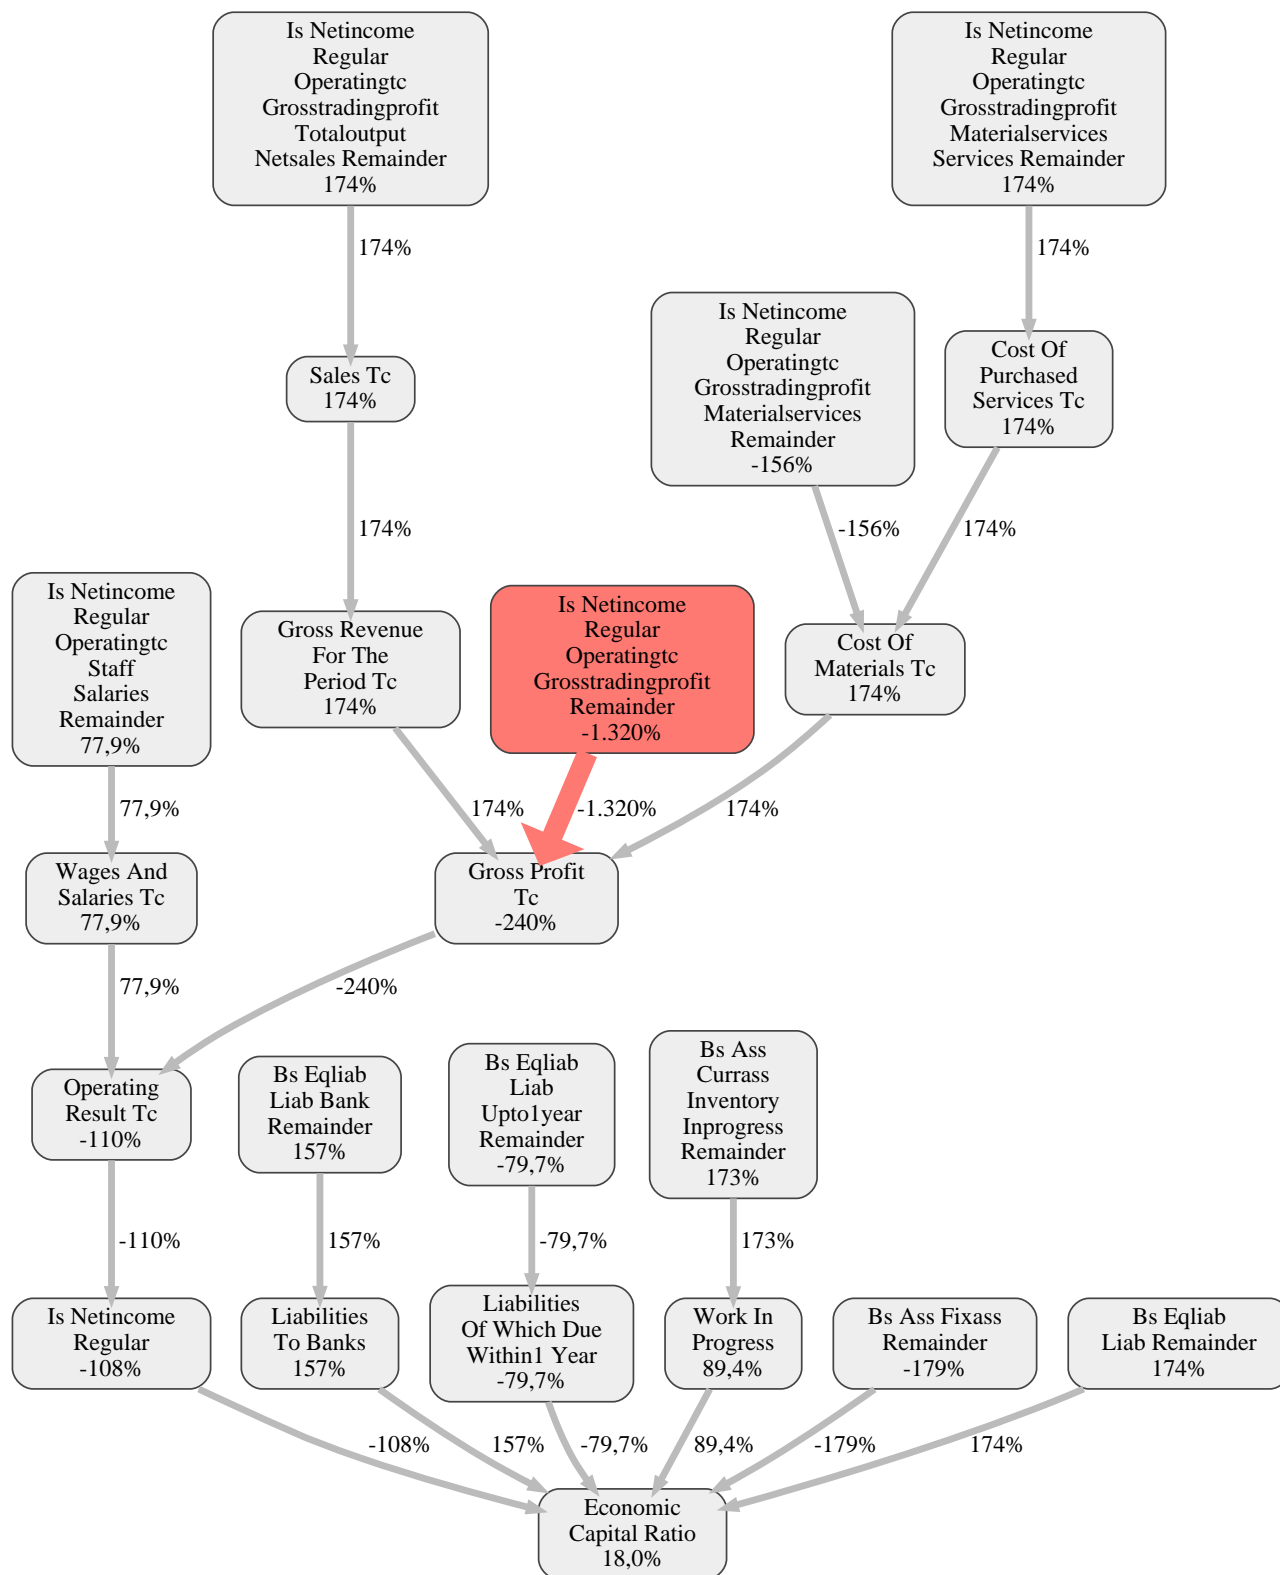 Is Netincome
Regular
Operatingtc
Grosstradingprofit
Totaloutput
Netsales Remainder
174%
Is Netincome
Regular
Operatingtc
Grosstradingprofit
Materialservices
Services Remainder
174%
174%
174%
Is Netincome
Regular
Operatingtc
Grosstradingprofit
Materialservices
Remainder
-156%
Sales Tc
174%
Cost Of
Purchased
Services Tc
174%
174%
-156%
174%
Is Netincome
Regular
Operatingtc
Staff
Salaries
Remainder
77,9%
Gross Revenue
For The
Period Tc
174%
Is Netincome
Regular
Operatingtc
Grosstradingprofit
Remainder
-1.320%
Cost Of
Materials Tc
174%
77,9%
174%
-1.320%
174%
Wages And
Salaries Tc
77,9%
Gross Profit
Tc
-240%
77,9%
-240%
Operating
Result Tc
-110%
Bs Eqliab
Liab Bank
Remainder
157%
Bs Eqliab
Liab
Upto1year
Remainder
-79,7%
Bs Ass
Currass
Inventory
Inprogress
Remainder
173%
-110%
157%
-79,7%
173%
Is Netincome
Regular
-108%
Liabilities
To Banks
157%
Liabilities
Of Which Due
Within1 Year
-79,7%
Work In
Progress
89,4%
Bs Ass Fixass
Remainder
-179%
Bs Eqliab
Liab Remainder
174%
-108%
157%
-79,7%
89,4%
-179%
174%
Economic
Capital Ratio
18,0%